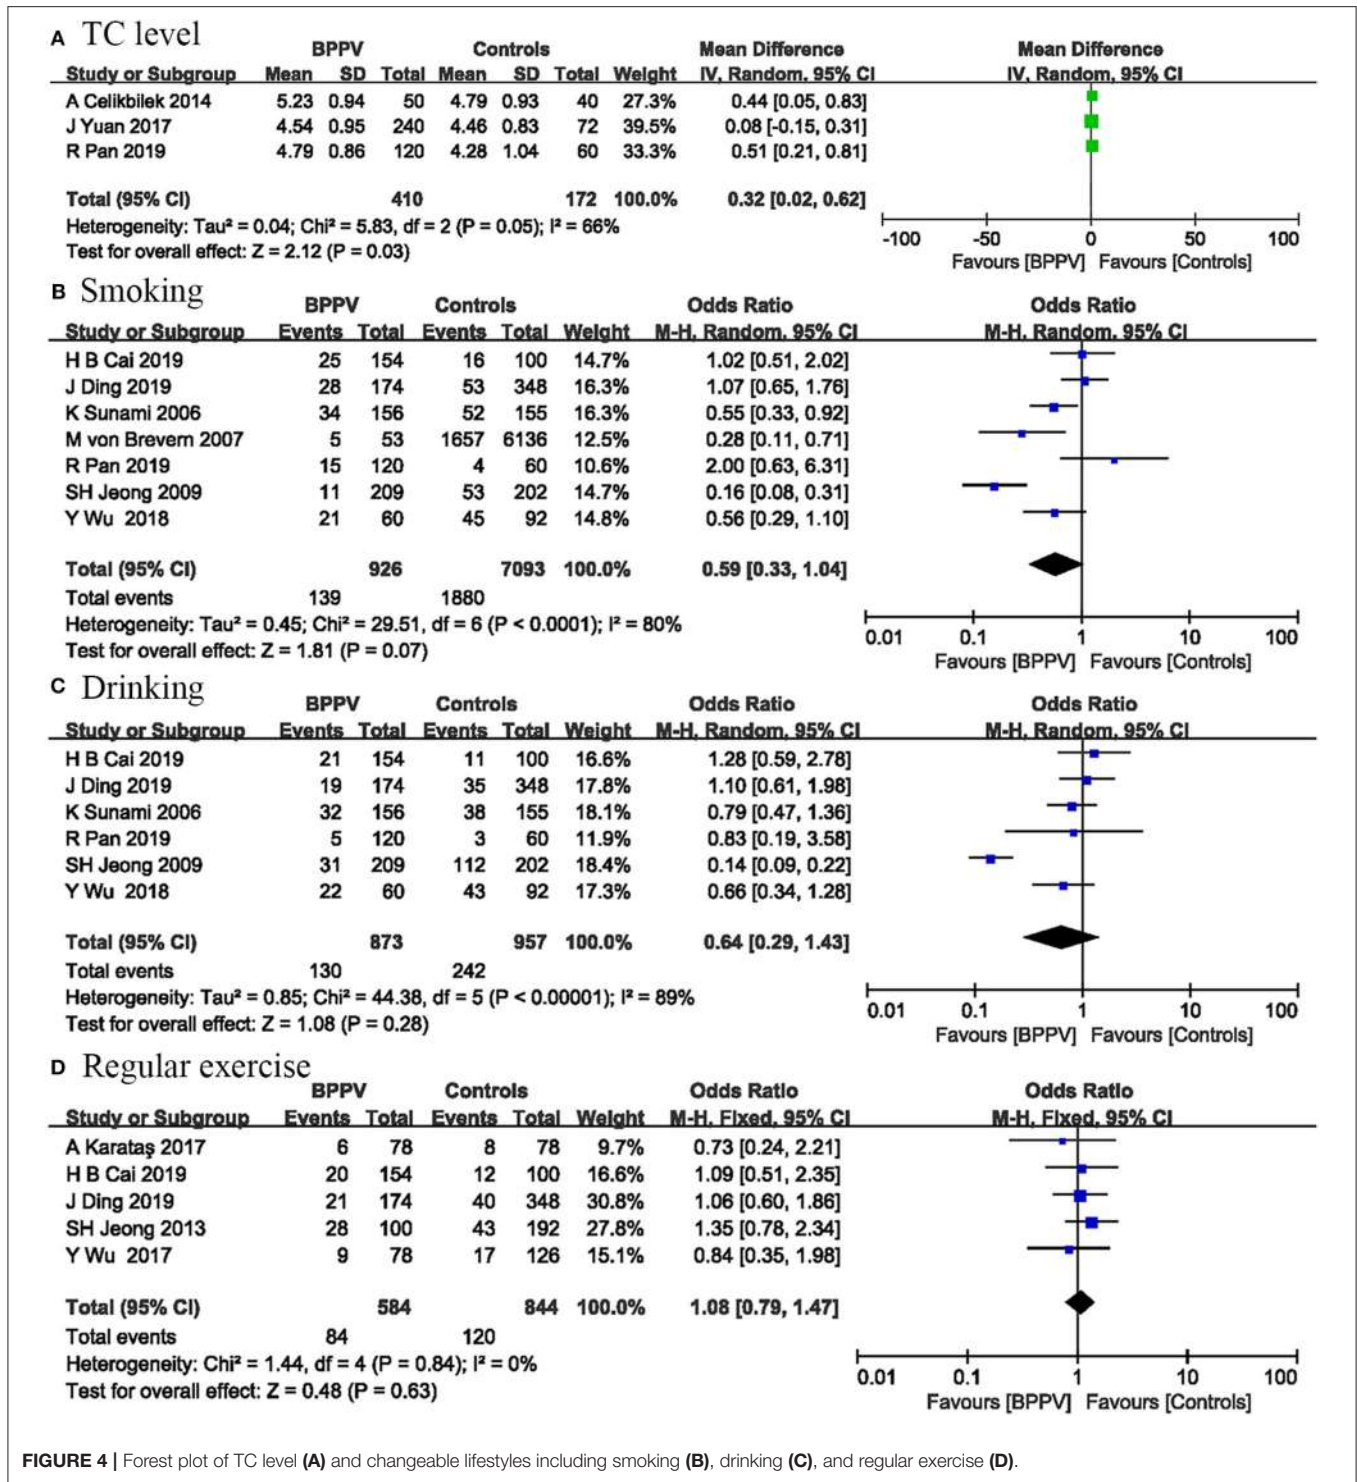 A TC level
BPPV Controls Mean Difference Mean Difference
Study or Subgroup Mean SD Total Mean SD Total Weight IV, Random, 95% CI IV, Random, 95% CI
A Celikbilek 2014 5.23 0.94 50 4.79 0.93 40 27.3% 0.44 [0.05, 0.83]
J Yuan 2017 4.54 0.95 240 4.46 0.83 72 39.5% 0.08 [-0.15, 0.31]
R Pan 2019 4.79 0.86 120 4.28 1.04 60 33.3% 0.51 [0.21, 0.81]
Total (95% CI) 410 172 100.0% 0.32 [0.02, 0.62]
Heterogeneity: Tau² = 0.04; Chi² = 5.83, df = 2 (P = 0.05); I² = 66%
Test for overall effect: Z = 2.12 (P = 0.03)
-100 -50 0 50 100
Favours [BPPV] Favours [Controls]
B Smoking
BPPV Controls Odds Ratio Odds Ratio
Study or Subgroup Events Total Events Total Weight M-H, Random, 95% CI M-H, Random, 95% CI
H B Cai 2019 25 154 16 100 14.7% 1.02 [0.51, 2.02]
J Ding 2019 28 174 53 348 16.3% 1.07 [0.65, 1.76]
K Sunami 2006 34 156 52 155 16.3% 0.55 [0.33, 0.92]
M von Brevern 2007 5 53 1657 6136 12.5% 0.28 [0.11, 0.71]
R Pan 2019 15 120 4 60 10.6% 2.00 [0.63, 6.31]
SH Jeong 2009 11 209 53 202 14.7% 0.16 [0.08, 0.31]
Y Wu 2018 21 60 45 92 14.8% 0.56 [0.29, 1.10]
Total (95% CI) 926 7093 100.0% 0.59 [0.33, 1.04]
Total events 139 1880
Heterogeneity: Tau² = 0.45; Chi² = 29.51, df = 6 (P < 0.0001); I² = 80%
Test for overall effect: Z = 1.81 (P = 0.07)
0.01 0.1 1 10 100
Favours [BPPV] Favours [Controls]
C Drinking
BPPV Controls Odds Ratio Odds Ratio
Study or Subgroup Events Total Events Total Weight M-H, Random, 95% CI M-H, Random, 95% CI
H B Cai 2019 21 154 11 100 16.6% 1.28 [0.59, 2.78]
J Ding 2019 19 174 35 348 17.8% 1.10 [0.61, 1.98]
K Sunami 2006 32 156 38 155 18.1% 0.79 [0.47, 1.36]
R Pan 2019 5 120 3 60 11.9% 0.83 [0.19, 3.58]
SH Jeong 2009 31 209 112 202 18.4% 0.14 [0.09, 0.22]
Y Wu 2018 22 60 43 92 17.3% 0.66 [0.34, 1.28]
Total (95% CI) 873 957 100.0% 0.64 [0.29, 1.43]
Total events 130 242
Heterogeneity: Tau² = 0.85; Chi² = 44.38, df = 5 (P < 0.00001); I² = 89%
Test for overall effect: Z = 1.08 (P = 0.28)
0.01 0.1 1 10 100
Favours [BPPV] Favours [Controls]
D Regular exercise
BPPV Controls Odds Ratio Odds Ratio
Study or Subgroup Events Total Events Total Weight M-H, Fixed, 95% CI M-H, Fixed, 95% CI
A Karataş 2017 6 78 8 78 9.7% 0.73 [0.24, 2.21]
H B Cai 2019 20 154 12 100 16.6% 1.09 [0.51, 2.35]
J Ding 2019 21 174 40 348 30.8% 1.06 [0.60, 1.86]
SH Jeong 2013 28 100 43 192 27.8% 1.35 [0.78, 2.34]
Y Wu 2017 9 78 17 126 15.1% 0.84 [0.35, 1.98]
Total (95% CI) 584 844 100.0% 1.08 [0.79, 1.47]
Total events 84 120
Heterogeneity: Chi² = 1.44, df = 4 (P = 0.84); I² = 0%
Test for overall effect: Z = 0.48 (P = 0.63)
0.01 0.1 1 10 100
Favours [BPPV] Favours [Controls]
FIGURE 4 | Forest plot of TC level (A) and changeable lifestyles including smoking (B), drinking (C), and regular exercise (D).